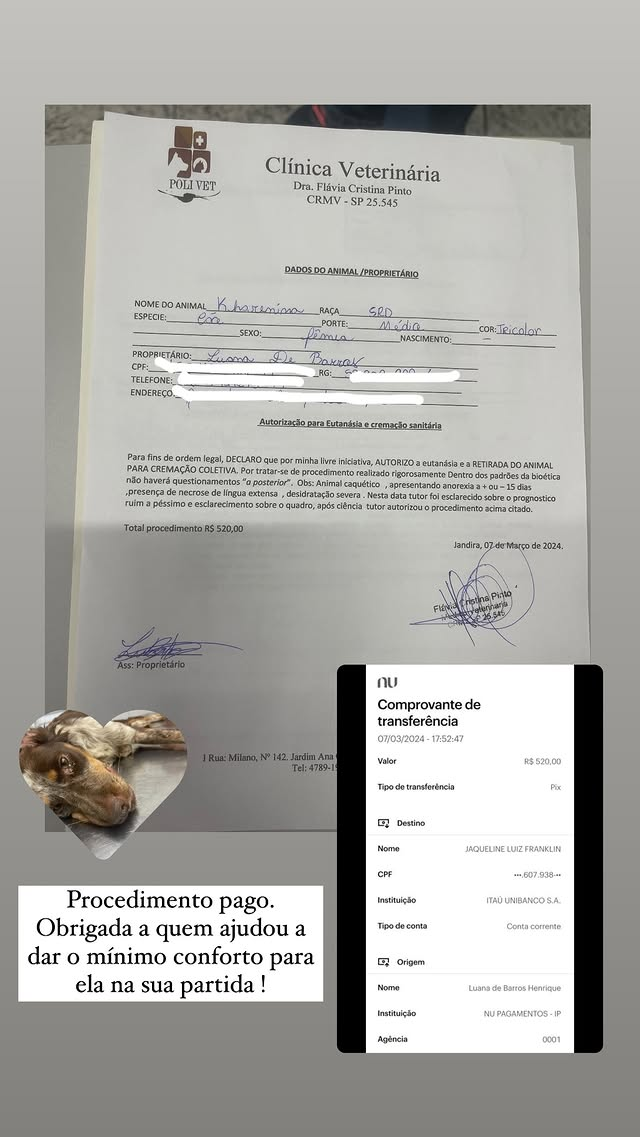 POLI VET
Clínica Veterinária
Dra. Flávia Cristina Pinto
CRMV - SP 25.545
DADOS DO ANIMAL /PROPRIETÁRIO
NOME DO ANIMAL Kharenina RAÇA SRD
ESPECIE: Cão PORTE: Médio COR: Tricolor
SEXO: fêmea NASCIMENTO: —
PROPRIETÁRIO: Luana De Barros
CPF: RG:
TELEFONE:
ENDEREÇO:
Autorização para Eutanásia e cremação sanitária
Para fins de ordem legal, DECLARO que por minha livre iniciativa, AUTORIZO a eutanásia e a RETIRADA DO ANIMAL
PARA CREMAÇÃO COLETIVA. Por tratar-se de procedimento realizado rigorosamente Dentro dos padrões da bioética
não haverá questionamentos "a posterior". Obs: Animal caquético , apresentando anorexia a + ou – 15 dias
,presença de necrose de língua extensa , desidratação severa . Nesta data tutor foi esclarecido sobre o prognostico
ruim a péssimo e esclarecimento sobre o quadro, após ciência tutor autorizou o procedimento acima citado.
Total procedimento R$ 520,00
Jandira, 07 de Março de 2024.
Flávia Cristina Pinto
Médica Veterinária
CRMV SP 25.545
Ass: Proprietário
Rua: Milano, Nº 142. Jardim Ana
Tel: 4789-19
nu
Comprovante de
transferência
07/03/2024 - 17:52:47
Valor R$ 520,00
Tipo de transferência Pix
Destino
Nome JAQUELINE LUIZ FRANKLIN
CPF •••.607.938-••
Instituição ITAÚ UNIBANCO S.A.
Tipo de conta Conta corrente
Origem
Nome Luana de Barros Henrique
Instituição NU PAGAMENTOS - IP
Agência 0001
Procedimento pago.
Obrigada a quem ajudou a
dar o mínimo conforto para
ela na sua partida !